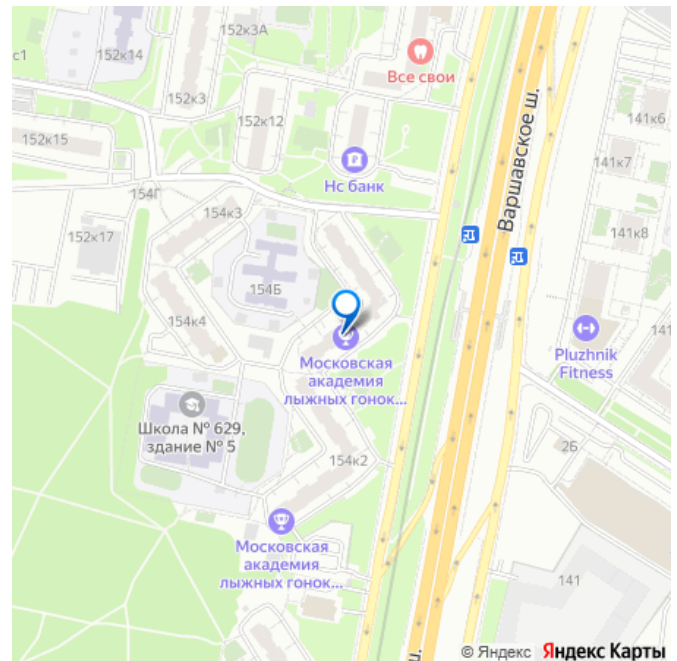 152к3А
с1
152к14
Все свои
152к3
152к12
141к6
152к15
Варшавское ш.
141к7
Нс банк
154Г
154к3
152к17
141к8
154Б
154к4
141
Pluzhnik
Fitness
Московская
академия
лыжных гонок...
Школа № 629,
здание № 5
154к2
2Б
Московская
академия
лыжных гонок...
141
ш.
© Яндекс Яндекс Карты